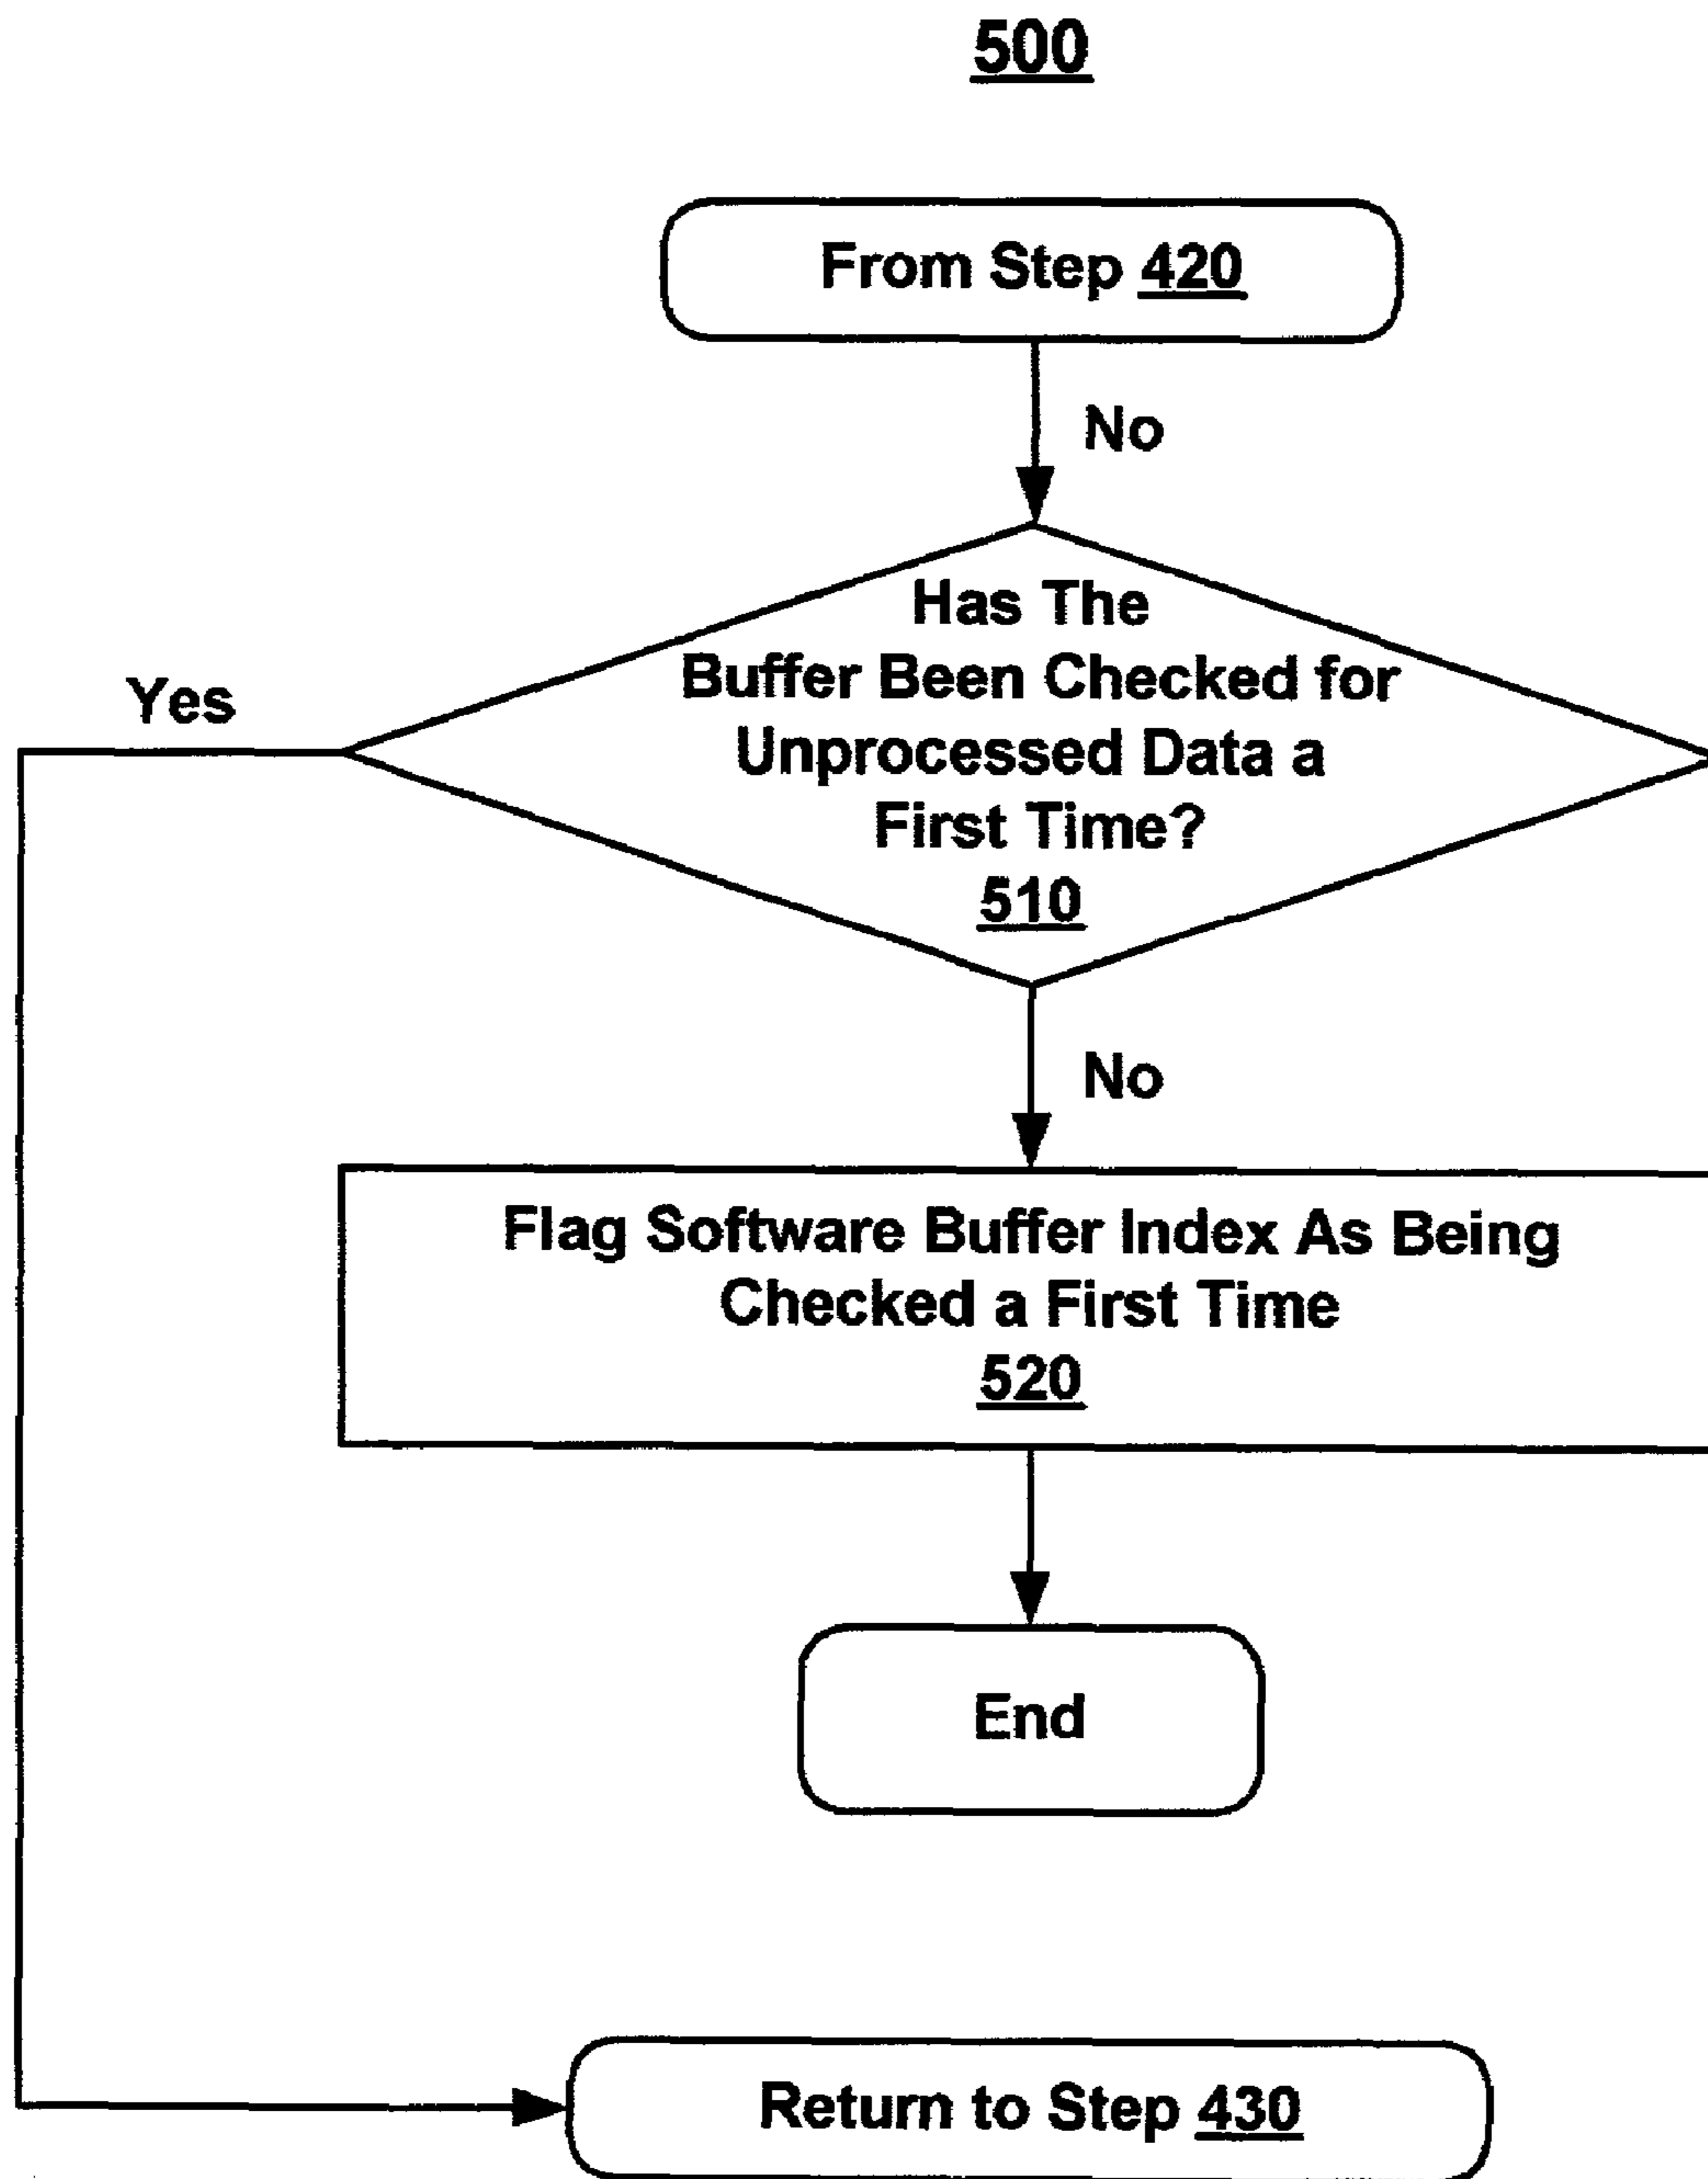 500
From Step 420
No
Has The
Buffer Been Checked for
Unprocessed Data a
First Time?
510
Yes
No
Flag Software Buffer Index As Being
Checked a First Time
520
End
Return to Step 430